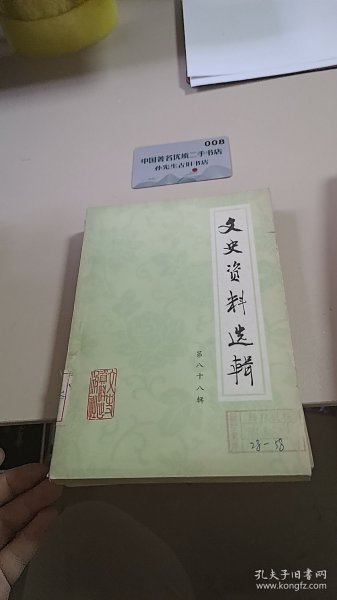 008
中国著名优质二手书店
孙先生古旧书店
文史资料选辑
第八十八辑
28-58
孔夫子旧书网
www.kongfz.com